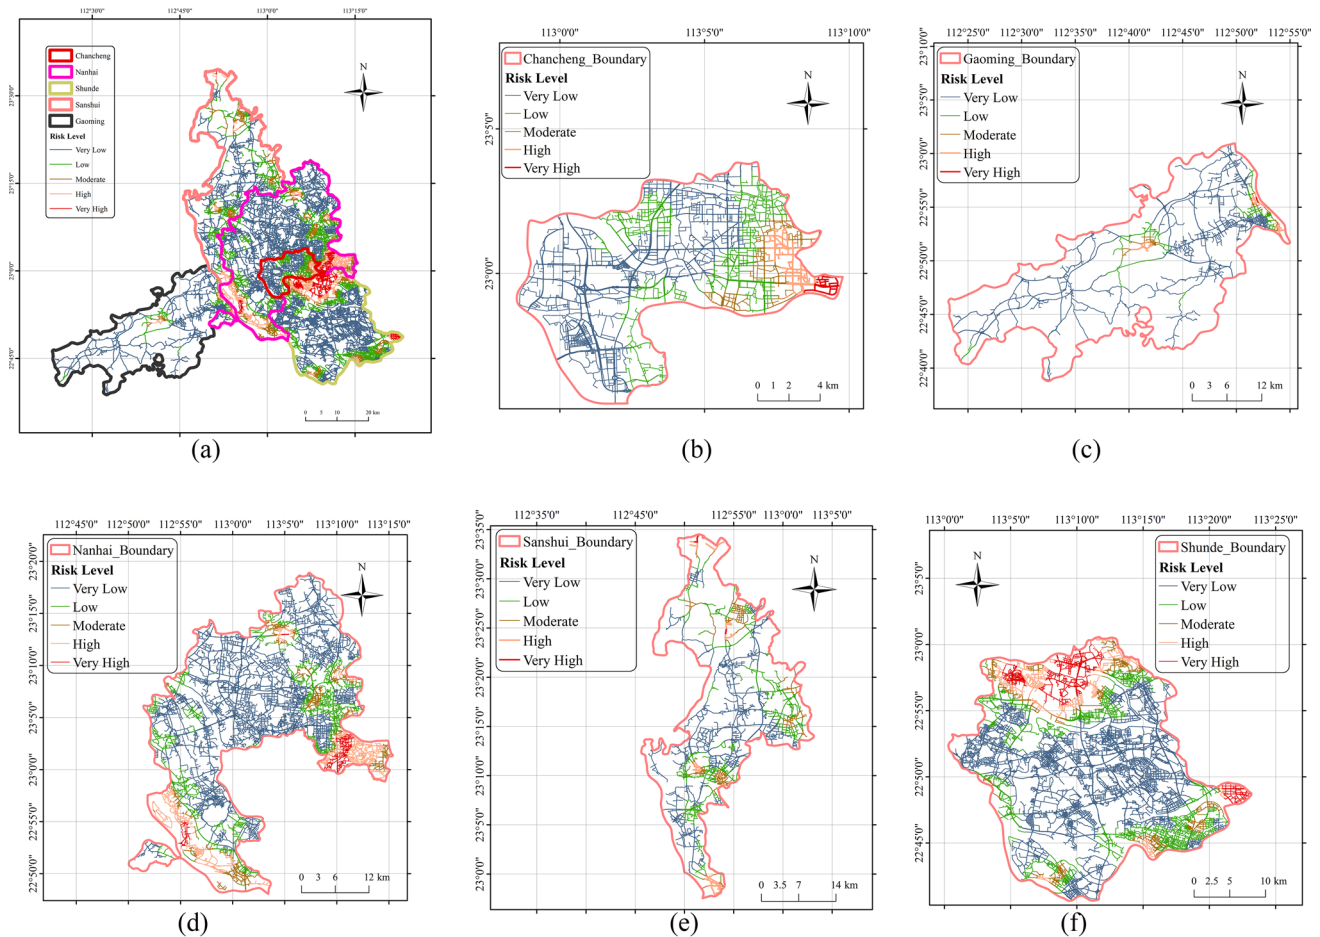 112°30'0"
112°45'0"
113°0'0"
113°15'0"
23°30'0"
23°15'0"
23°0'0"
22°45'0"
Chancheng
Nanhai
Shunde
Sanshui
Gaoming
Risk Level
Very Low
Low
Moderate
High
Very High
N
0 5 10 20 km
(a)
113°0'0"
113°5'0"
113°10'0"
23°5'0"
23°0'0"
Chancheng_Boundary
Risk Level
Very Low
Low
Moderate
High
Very High
N
0 1 2 4 km
(b)
112°25'0"
112°30'0"
112°35'0"
112°40'0"
112°45'0"
112°50'0"
112°55'0"
23°10'0"
23°5'0"
23°0'0"
22°55'0"
22°50'0"
22°45'0"
22°40'0"
Gaoming_Boundary
Risk Level
Very Low
Low
Moderate
High
Very High
N
0 3 6 12 km
(c)
112°45'0"
112°50'0"
112°55'0"
113°0'0"
113°5'0"
113°10'0"
113°15'0"
23°20'0"
23°15'0"
23°10'0"
23°5'0"
23°0'0"
22°55'0"
22°50'0"
Nanhai_Boundary
Risk Level
Very Low
Low
Moderate
High
Very High
N
0 3 6 12 km
(d)
112°35'0"
112°45'0"
112°55'0"
113°0'0"
113°5'0"
23°35'0"
23°30'0"
23°25'0"
23°20'0"
23°15'0"
23°10'0"
23°5'0"
23°0'0"
Sanshui_Boundary
Risk Level
Very Low
Low
Moderate
High
Very High
N
0 3.5 7 14 km
(e)
113°0'0"
113°5'0"
113°10'0"
113°15'0"
113°20'0"
113°25'0"
23°5'0"
23°0'0"
22°55'0"
22°50'0"
22°45'0"
Shunde_Boundary
Risk Level
Very Low
Low
Moderate
High
Very High
N
0 2.5 5 10 km
(f)